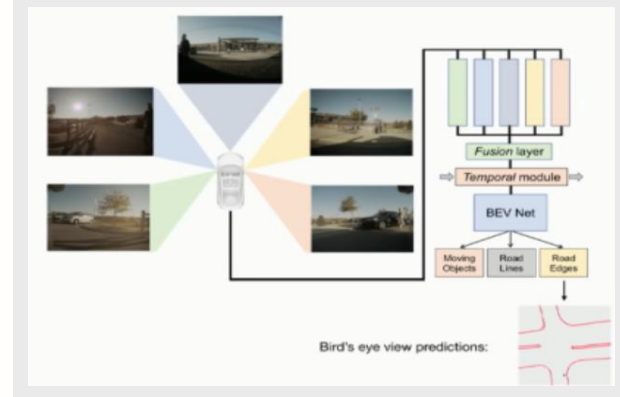 Fusion layer
Temporal module
BEV Net
Moving
Objects
Road
Lines
Road
Edges
Bird's eye view predictions: